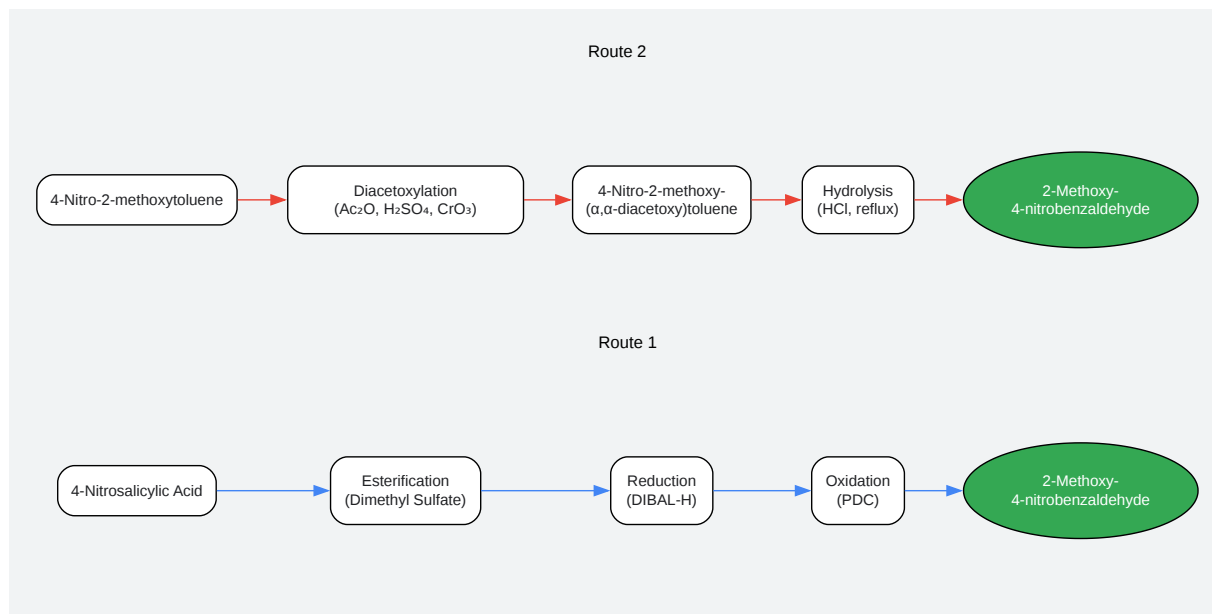 Route 2
4-Nitro-2-methoxytoluene
Diacetoxylation
(Ac₂O, H₂SO₄, CrO₃)
4-Nitro-2-methoxy-
(α,α-diacetoxy)toluene
Hydrolysis
(HCl, reflux)
2-Methoxy-
4-nitrobenzaldehyde
Route 1
4-Nitrosalicylic Acid
Esterification
(Dimethyl Sulfate)
Reduction
(DIBAL-H)
Oxidation
(PDC)
2-Methoxy-
4-nitrobenzaldehyde